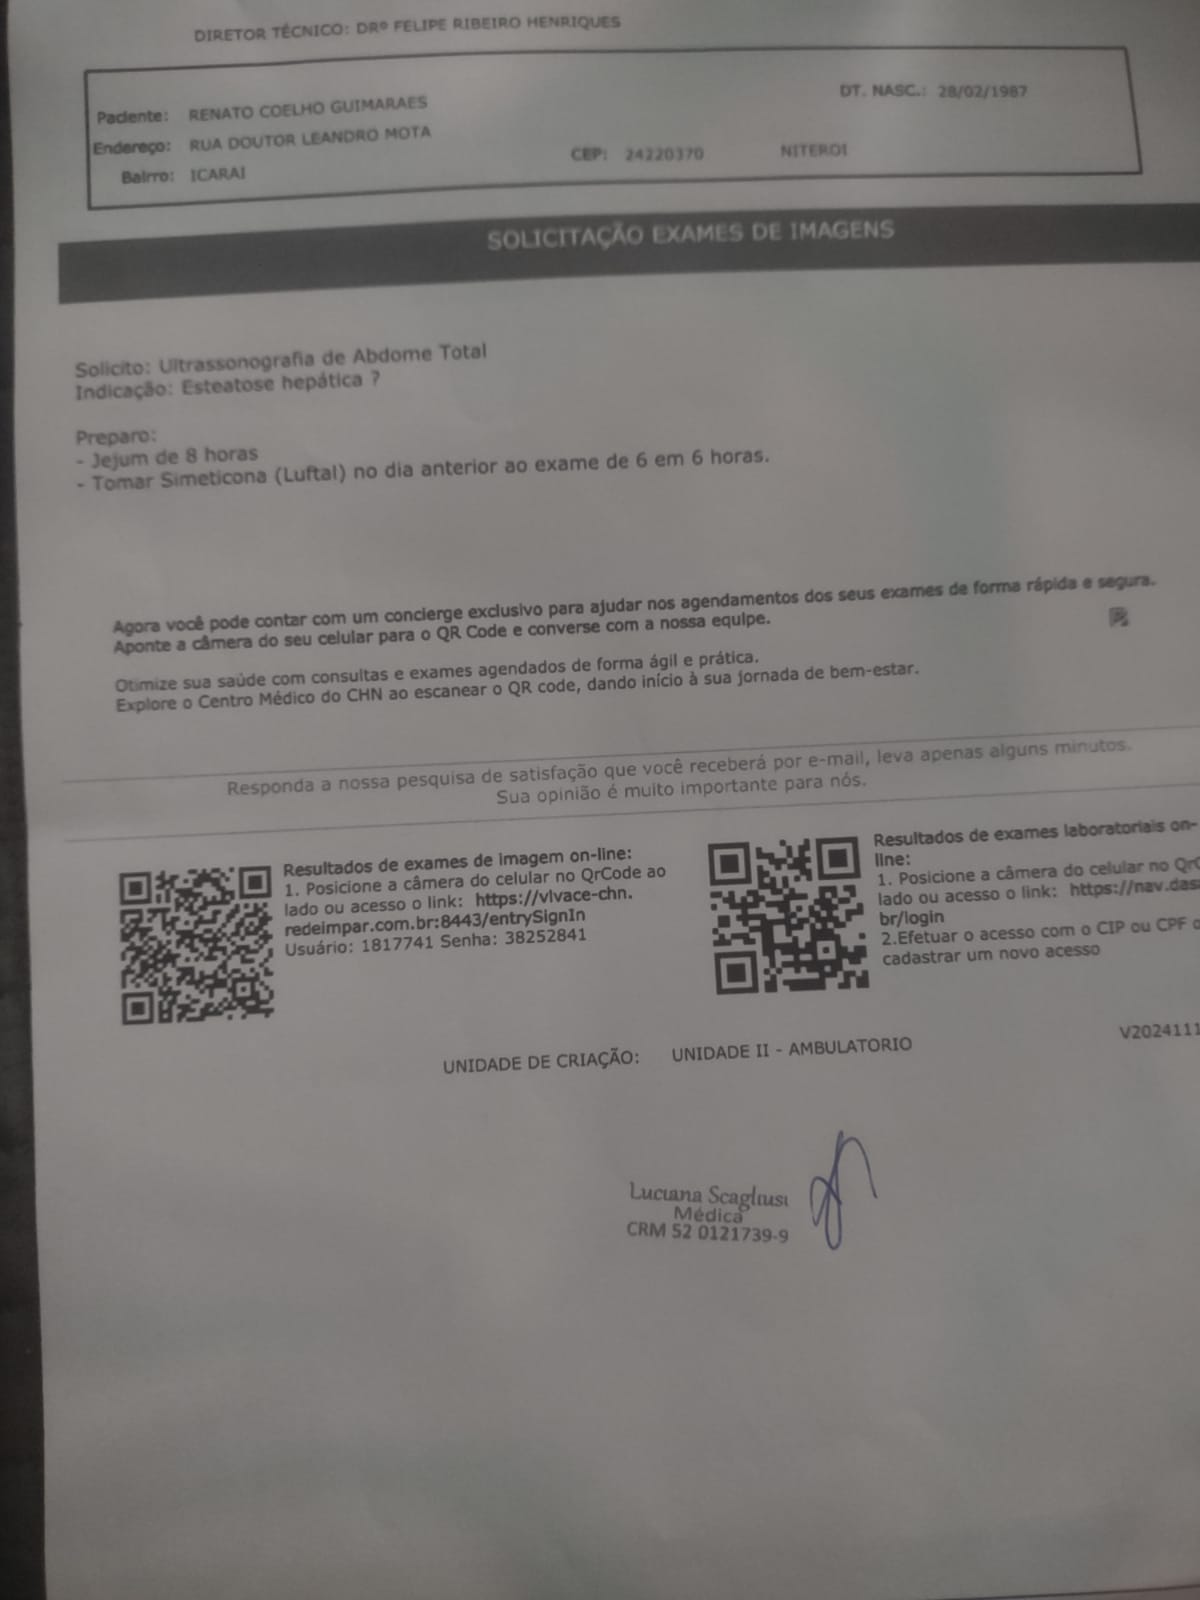 DIRETOR TÉCNICO: DRº FELIPE RIBEIRO HENRIQUES
Paciente: RENATO COELHO GUIMARAES DT. NASC.: 28/02/1987
Endereço: RUA DOUTOR LEANDRO MOTA
Bairro: ICARAI CEP: 24220370 NITEROI
SOLICITAÇÃO EXAMES DE IMAGENS
Solicito: Ultrassonografia de Abdome Total
Indicação: Esteatose hepática ?
Preparo:
- Jejum de 8 horas
- Tomar Simeticona (Luftal) no dia anterior ao exame de 6 em 6 horas.
Agora você pode contar com um concierge exclusivo para ajudar nos agendamentos dos seus exames de forma rápida e segura.
Aponte a câmera do seu celular para o QR Code e converse com a nossa equipe.
Otimize sua saúde com consultas e exames agendados de forma ágil e prática.
Explore o Centro Médico do CHN ao escanear o QR code, dando início à sua jornada de bem-estar.
Responda a nossa pesquisa de satisfação que você receberá por e-mail, leva apenas alguns minutos.
Sua opinião é muito importante para nós.
Resultados de exames de imagem on-line:
1. Posicione a câmera do celular no QrCode ao
lado ou acesso o link: https://vivace-chn.
redeimpar.com.br:8443/entrySignIn
Usuário: 1817741 Senha: 38252841
Resultados de exames laboratoriais on-
line:
1. Posicione a câmera do celular no QrC
lado ou acesso o link: https://nav.das
br/login
2.Efetuar o acesso com o CIP ou CPF
cadastrar um novo acesso
V2024111
UNIDADE DE CRIAÇÃO: UNIDADE II - AMBULATORIO
Luciana Scagliusi
Médica
CRM 52 0121739-9